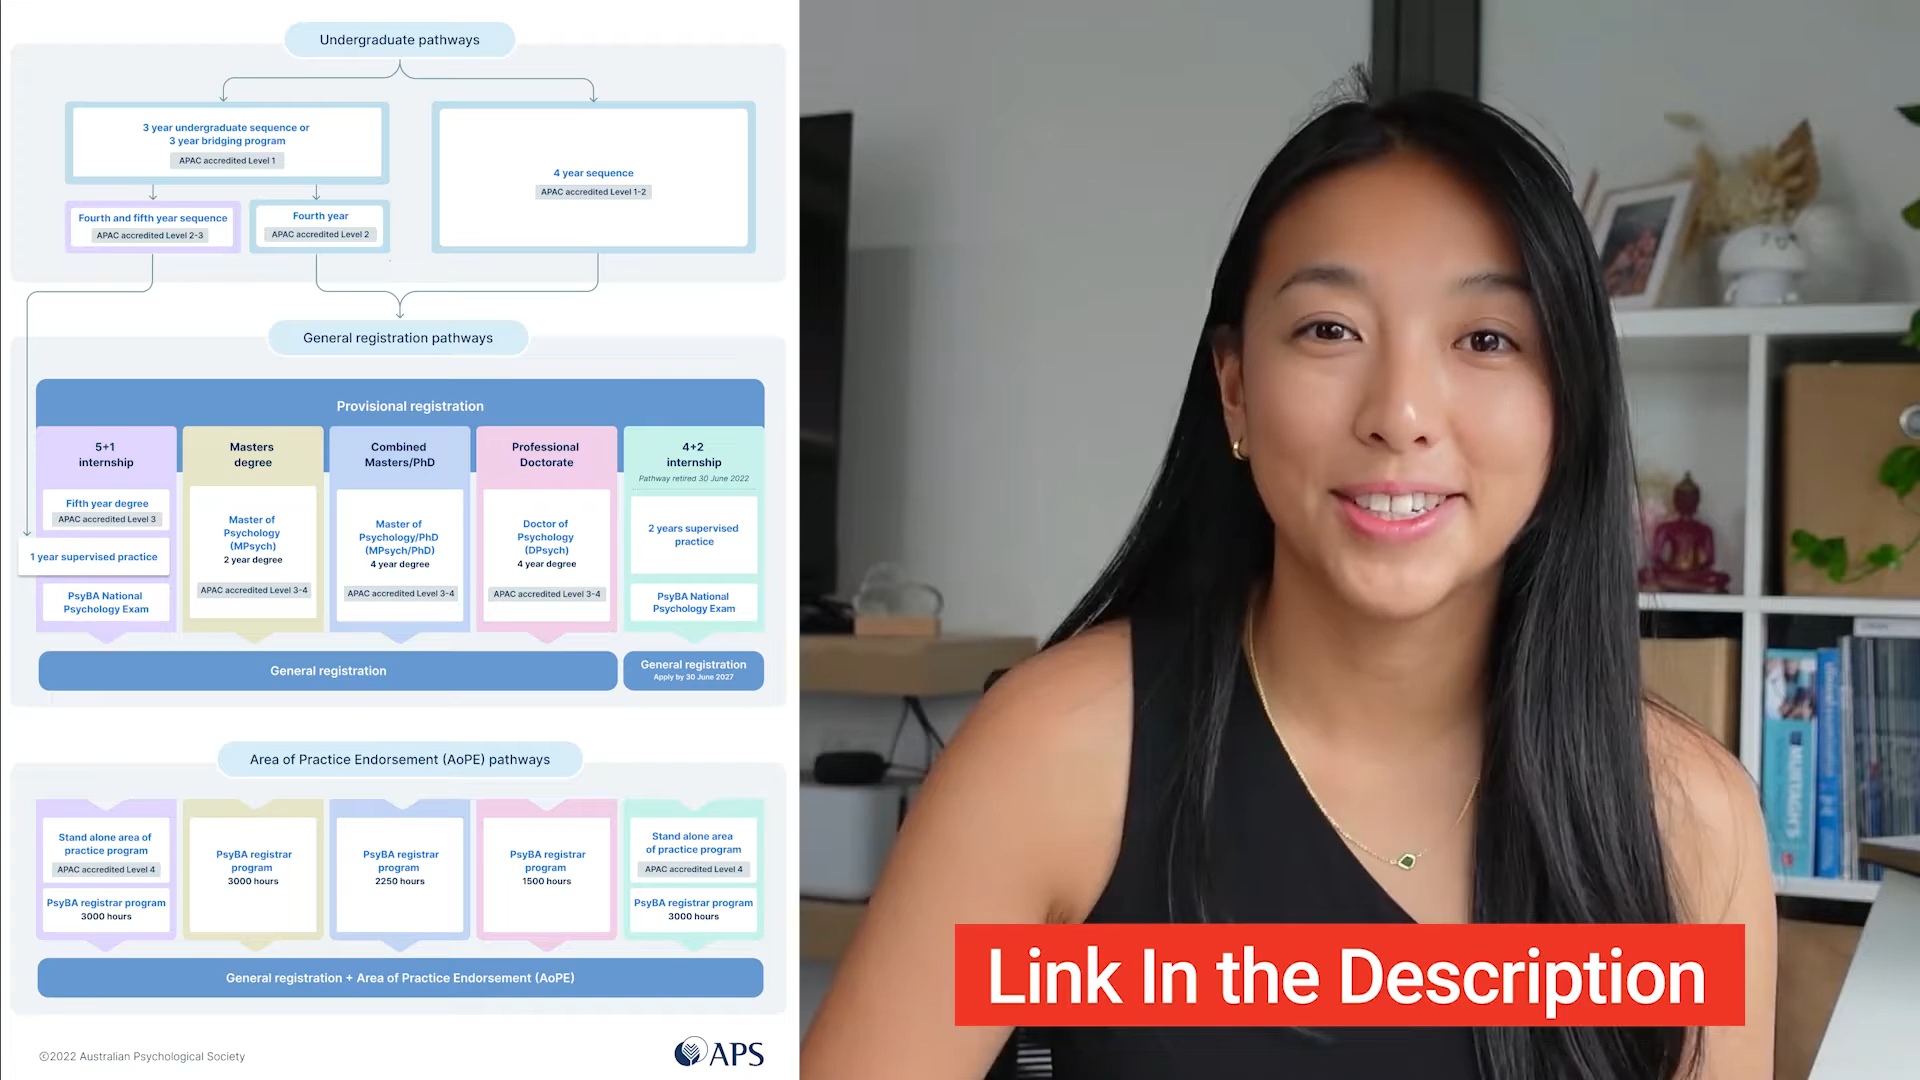 Undergraduate pathways
3 year undergraduate sequence or
3 year bridging program
APAC accredited Level 1
4 year sequence
APAC accredited Level 1-2
Fourth and fifth year sequence
APAC accredited Level 2-3
Fourth year
APAC accredited Level 2
General registration pathways
Provisional registration
5+1
internship
Fifth year degree
APAC accredited Level 3
1 year supervised practice
PsyBA National
Psychology Exam
Masters
degree
Master of
Psychology
(MPsych)
2 year degree
APAC accredited Level 3-4
Combined
Masters/PhD
Master of
Psychology/PhD
(MPsych/PhD)
4 year degree
APAC accredited Level 3-4
Professional
Doctorate
Doctor of
Psychology
(DPsych)
4 year degree
APAC accredited Level 3-4
4+2
internship
Pathway retired 30 June 2022
2 years supervised
practice
PsyBA National
Psychology Exam
General registration
General registration
Apply by 30 June 2027
Area of Practice Endorsement (AoPE) pathways
Stand alone area of
practice program
APAC accredited Level 4
PsyBA registrar program
3000 hours
PsyBA registrar
program
3000 hours
PsyBA registrar
program
2250 hours
PsyBA registrar
program
1500 hours
Stand alone area
of practice program
APAC accredited Level 4
PsyBA registrar program
3000 hours
General registration + Area of Practice Endorsement (AoPE)
©2022 Australian Psychological Society
APS
MURTAGH'S
Link In the Description